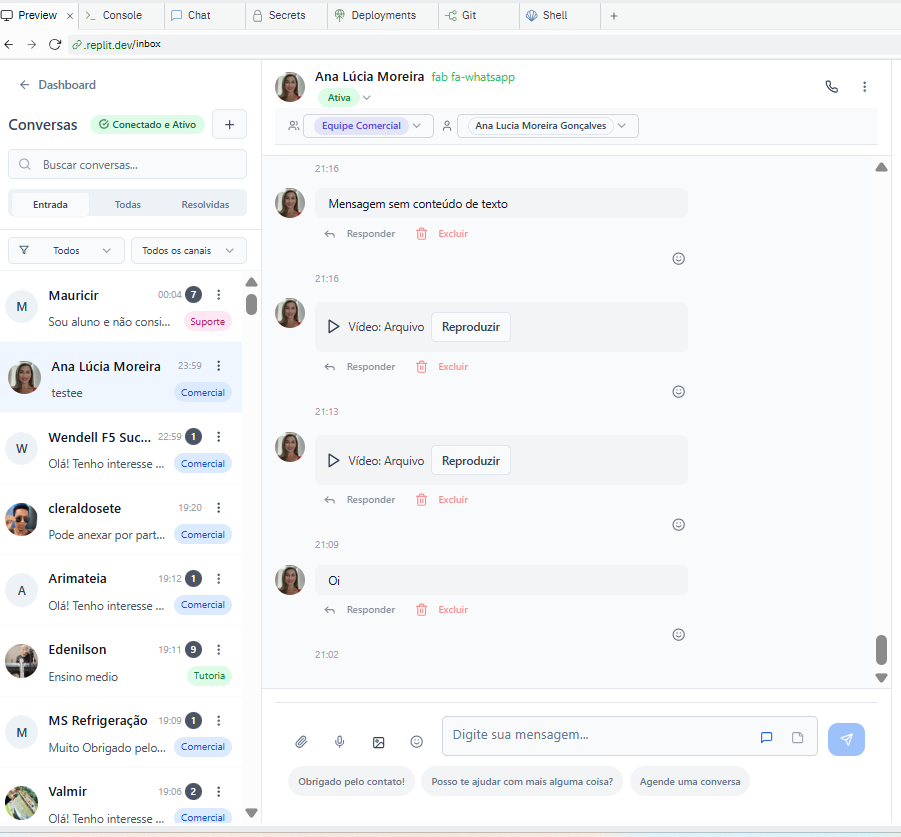 Preview
Console
Chat
Secrets
Deployments
Git
Shell
.replit.dev/inbox
Dashboard
Conversas
Conectado e Ativo
Buscar conversas...
Entrada
Todas
Resolvidas
Todos
Todos os canais
Mauricir
00:04
7
Sou aluno e não consi...
Suporte
Ana Lúcia Moreira
23:59
testee
Comercial
Wendell F5 Suc...
22:59
1
Olá! Tenho interesse ...
Comercial
cleraldosete
19:20
Pode anexar por part...
Comercial
Arimateia
19:12
1
Olá! Tenho interesse ...
Comercial
Edenilson
19:11
9
Ensino medio
Tutoria
MS Refrigeração
19:09
1
Muito Obrigado pelo...
Comercial
Valmir
19:06
2
Olá! Tenho interesse ...
Comercial
Ana Lúcia Moreira
fab fa-whatsapp
Ativa
Equipe Comercial
Ana Lucia Moreira Gonçalves
21:16
Mensagem sem conteúdo de texto
Responder
Excluir
21:16
Vídeo: Arquivo
Reproduzir
Responder
Excluir
21:13
Vídeo: Arquivo
Reproduzir
Responder
Excluir
21:09
Oi
Responder
Excluir
21:02
Digite sua mensagem...
Obrigado pelo contato!
Posso te ajudar com mais alguma coisa?
Agende uma conversa
M
W
A
M